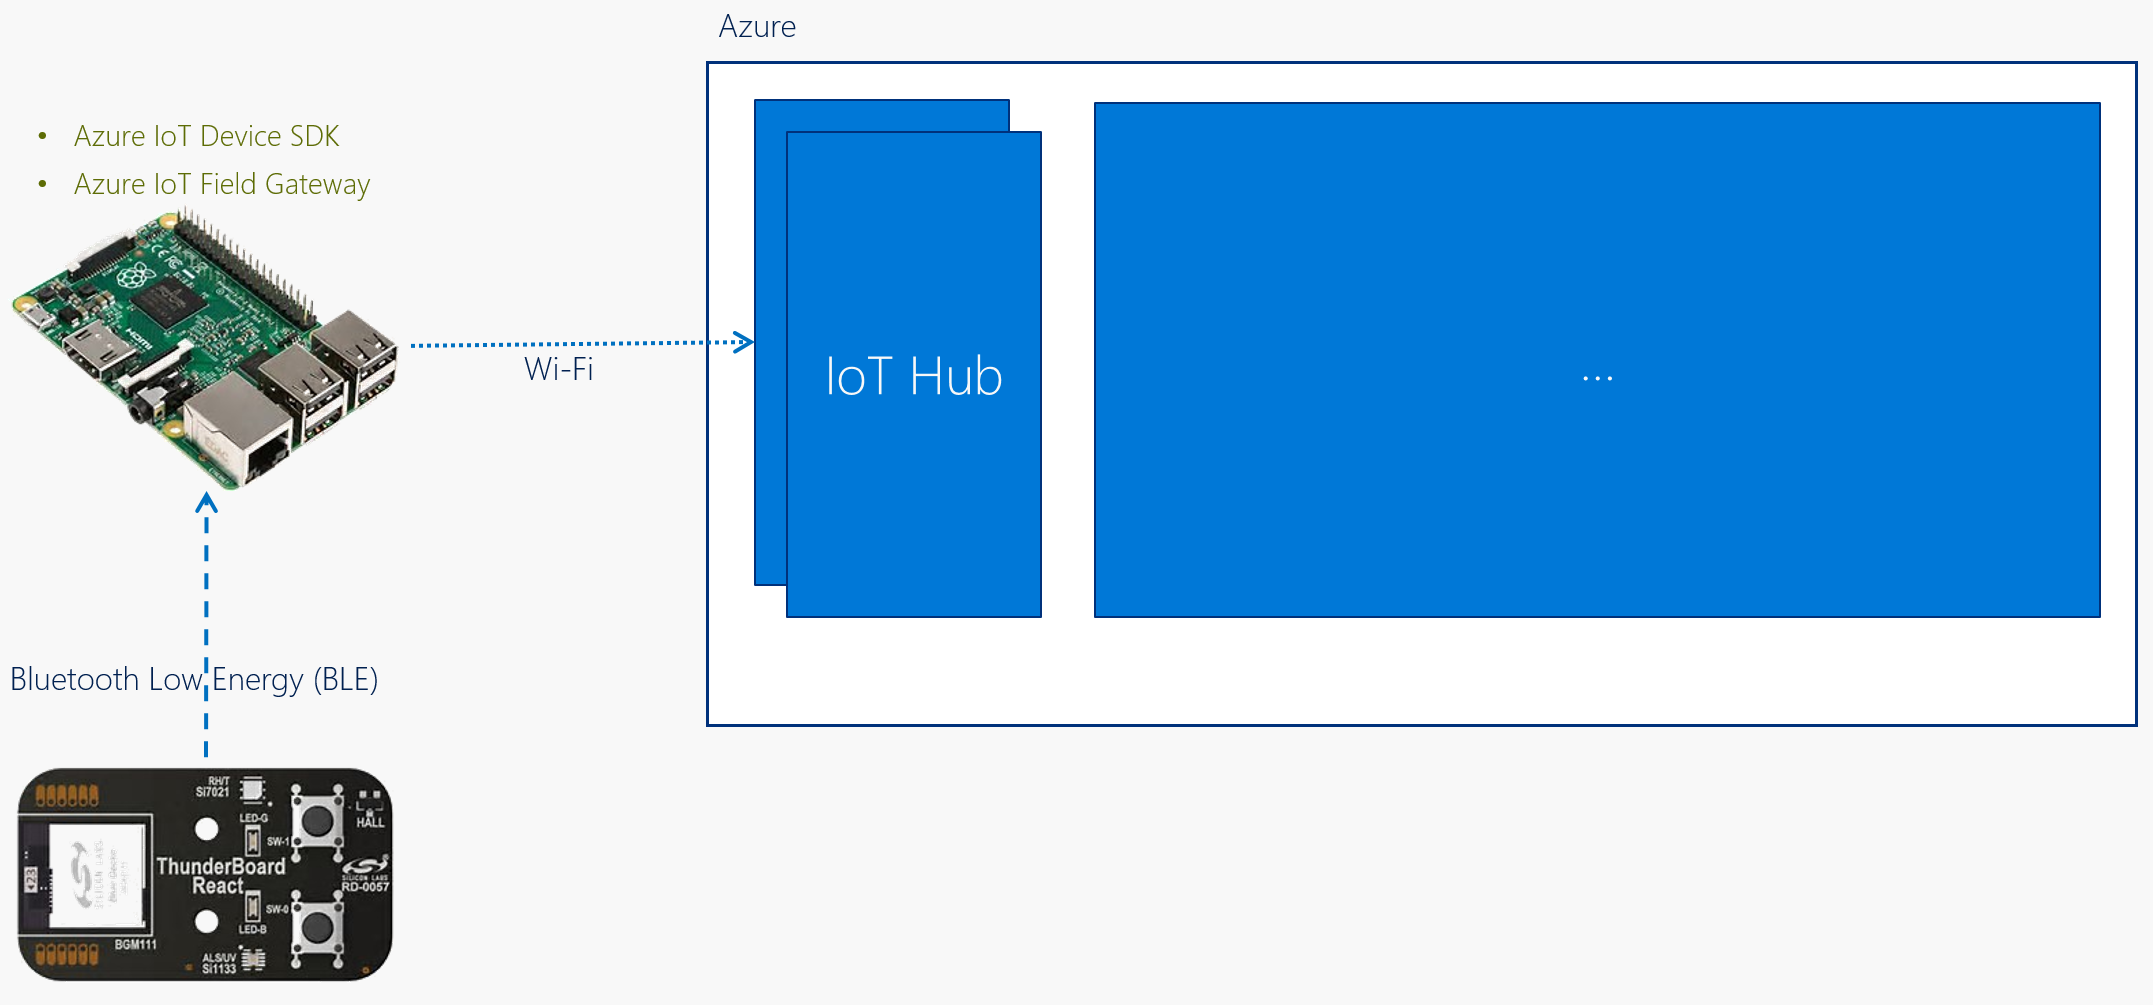 Azure
• Azure IoT Device SDK
• Azure IoT Field Gateway
HDMI
Wi-Fi
IoT Hub
...
Bluetooth Low Energy (BLE)
RH/T
Si7021
LED-G
SW-1
HALL
ThunderBoard
React
SILICON LABS
RD-0057
SW-0
LED-B
BGM111
ALS/UV
Si1133